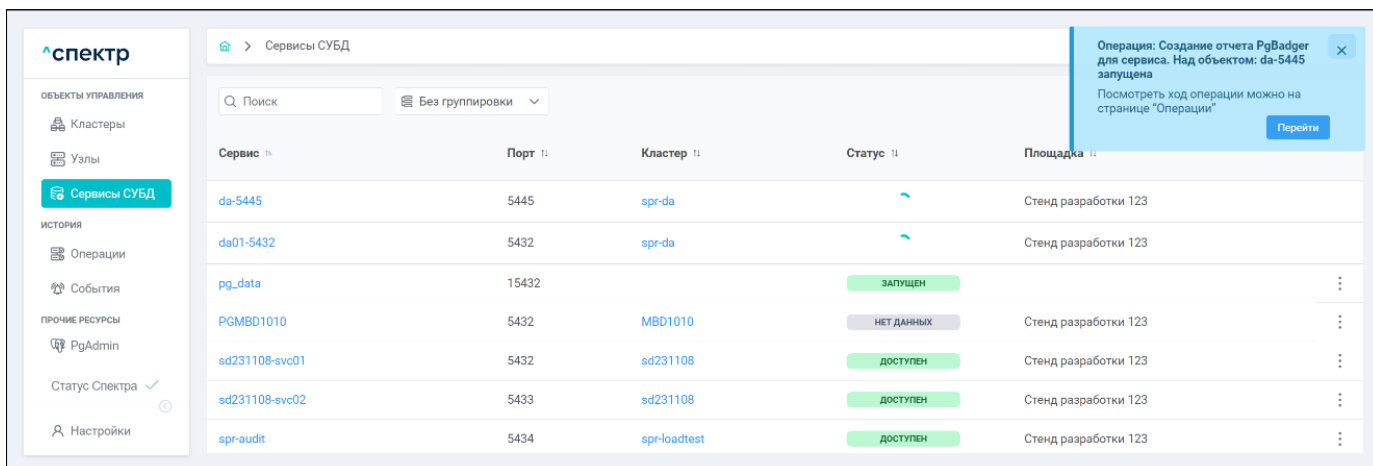 ^спектр
ОБЪЕКТЫ УПРАВЛЕНИЯ
Кластеры
Узлы
Сервисы СУБД
ИСТОРИЯ
Операции
События
ПРОЧИЕ РЕСУРСЫ
PgAdmin
Статус Спектра
Настройки
> Сервисы СУБД
Операция: Создание отчета PgBadger
для сервиса. Над объектом: da-5445
запущена
Посмотреть ход операции можно на
странице "Операции"
Перейти
Поиск
Без группировки
Сервис Порт Кластер Статус Площадка
da-5445 5445 spr-da Стенд разработки 123
da01-5432 5432 spr-da Стенд разработки 123
pg_data 15432 ЗАПУЩЕН
PGMBD1010 5432 MBD1010 НЕТ ДАННЫХ Стенд разработки 123
sd231108-svc01 5432 sd231108 ДОСТУПЕН Стенд разработки 123
sd231108-svc02 5433 sd231108 ДОСТУПЕН Стенд разработки 123
spr-audit 5434 spr-loadtest ДОСТУПЕН Стенд разработки 123